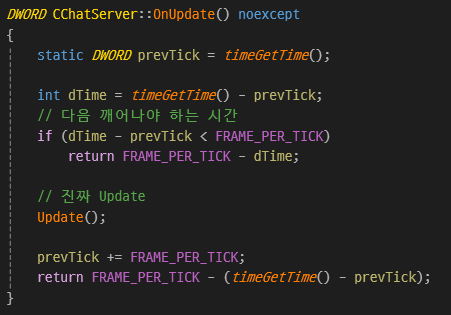 DWORD CChatServer::OnUpdate() noexcept
{
    static DWORD prevTick = timeGetTime();

    int dTime = timeGetTime() - prevTick;
    // 다음 깨어나야 하는 시간
    if (dTime - prevTick < FRAME_PER_TICK)
        return FRAME_PER_TICK - dTime;

    // 진짜 Update
    Update();

    prevTick += FRAME_PER_TICK;
    return FRAME_PER_TICK - (timeGetTime() - prevTick);
}